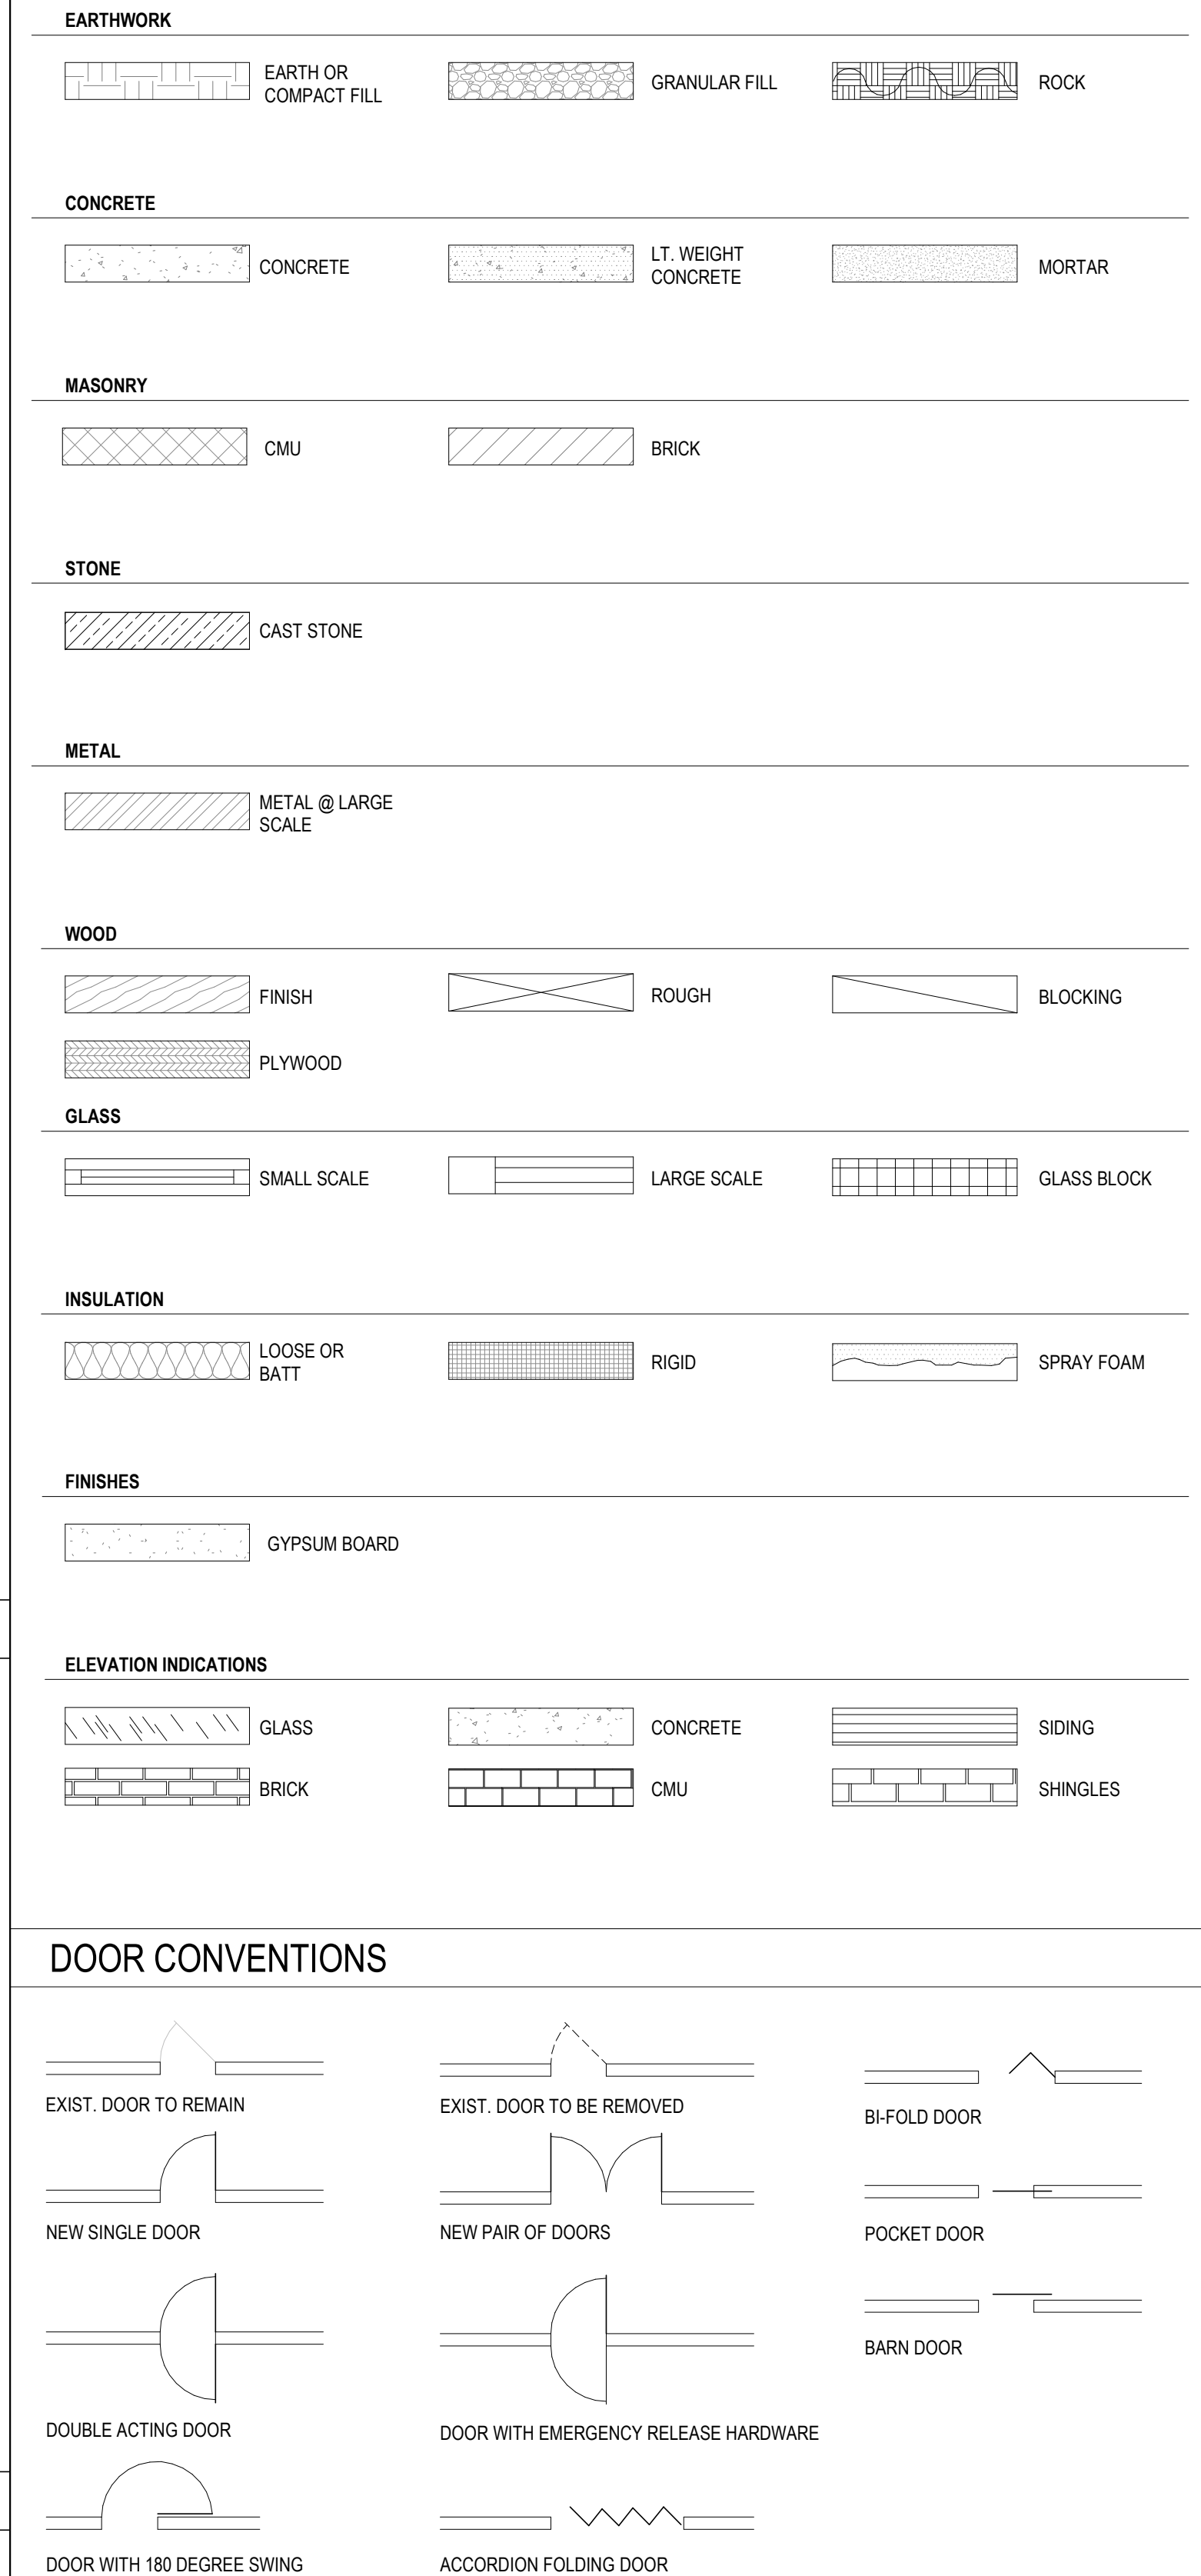 EARTHWORK
EARTH OR
COMPACT FILL
GRANULAR FILL
ROCK
CONCRETE
CONCRETE
LT. WEIGHT
CONCRETE
MORTAR
MASONRY
CMU
BRICK
STONE
CAST STONE
METAL
METAL @ LARGE
SCALE
WOOD
FINISH
ROUGH
BLOCKING
PLYWOOD
GLASS
SMALL SCALE
LARGE SCALE
GLASS BLOCK
INSULATION
LOOSE OR
BATT
RIGID
SPRAY FOAM
FINISHES
GYPSUM BOARD
ELEVATION INDICATIONS
GLASS
CONCRETE
SIDING
BRICK
CMU
SHINGLES
DOOR CONVENTIONS
EXIST. DOOR TO REMAIN
EXIST. DOOR TO BE REMOVED
BI-FOLD DOOR
NEW SINGLE DOOR
NEW PAIR OF DOORS
POCKET DOOR
BARN DOOR
DOUBLE ACTING DOOR
DOOR WITH EMERGENCY RELEASE HARDWARE
DOOR WITH 180 DEGREE SWING
ACCORDION FOLDING DOOR